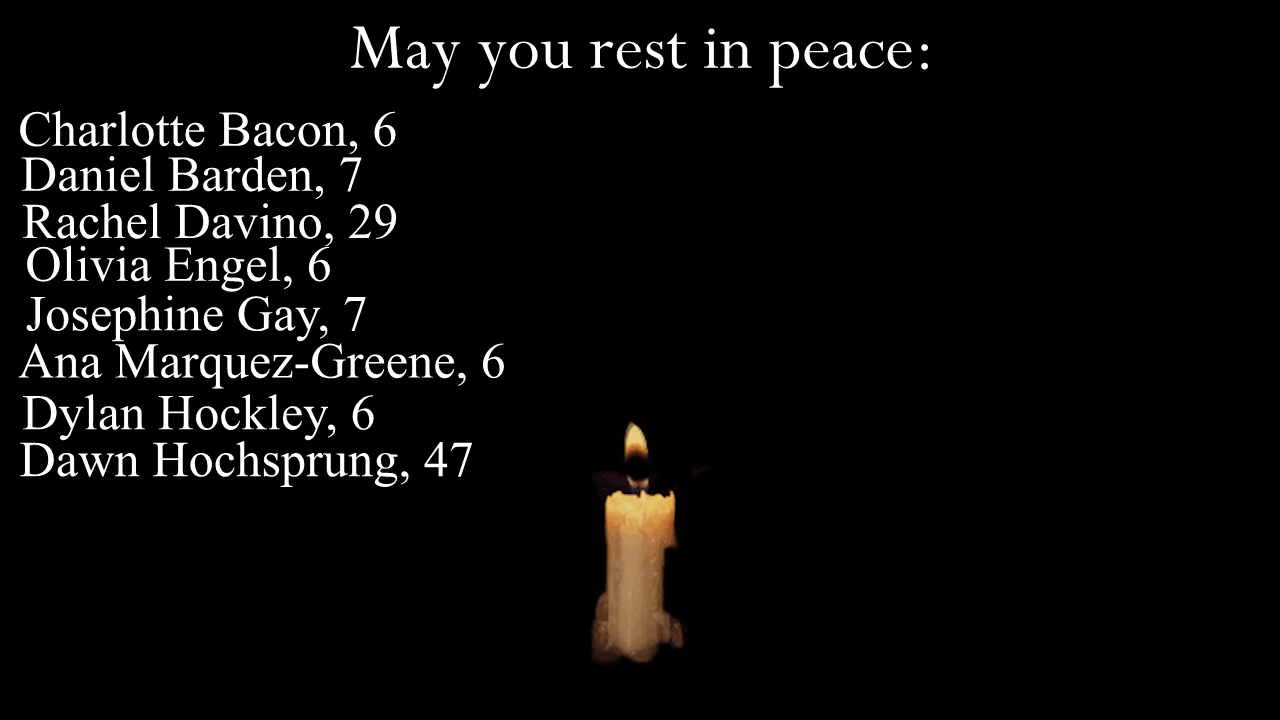 May you rest in peace:
Charlotte Bacon, 6
Daniel Barden, 7
Rachel Davino, 29
Olivia Engel, 6
Josephine Gay, 7
Ana Marquez-Greene, 6
Dylan Hockley, 6
Dawn Hochsprung, 47